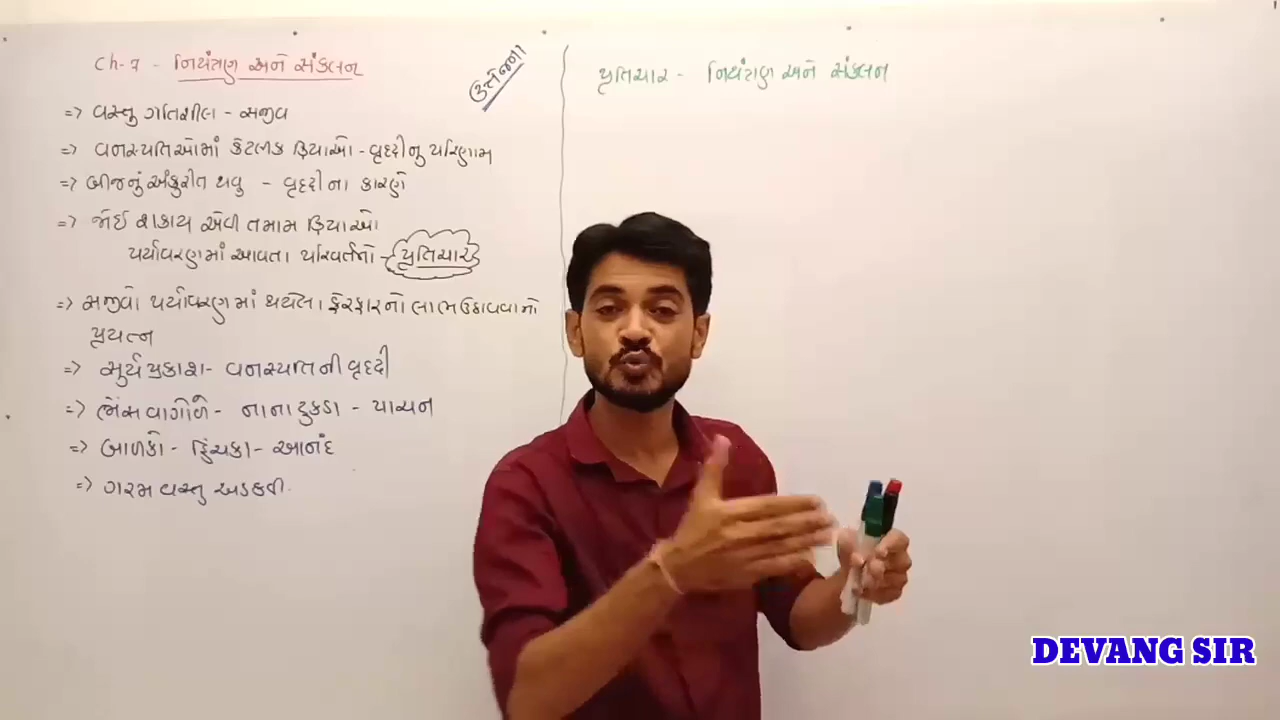 Ch-7 - નિયંત્રણ અને સંકલન
ઉત્તેજના
=> વસ્તુ ગતિશીલ - સજીવ
=> વનસ્પતિઓમાં કેટલીક ક્રિયાઓ - વૃદ્ધીનુ પરિણામ
=> બીજનું અંકુરીત થવુ - વૃદ્ધીના કારણે
=> જોઈ શકાય એવી તમામ ક્રિયાઓ
પર્યાવરણમાં આવતા પરિવર્તનો - પ્રતિચાર
=> સજીવો પર્યાવરણમાં થયેલા ફેરફારનો લાભ ઉઠાવવાનો
પ્રયત્ન
=> સુર્યપ્રકાશ - વનસ્પતિની વૃદ્ધી
=> ભેંસ વાગોળે - નાના ટુકડા - પાચન
=> બાળકો - હિંચકા - આનંદ
=> ગરમ વસ્તુ અડકવી.
પ્રતિચાર - નિયંત્રણ અને સંકલન
DEVANG SIR